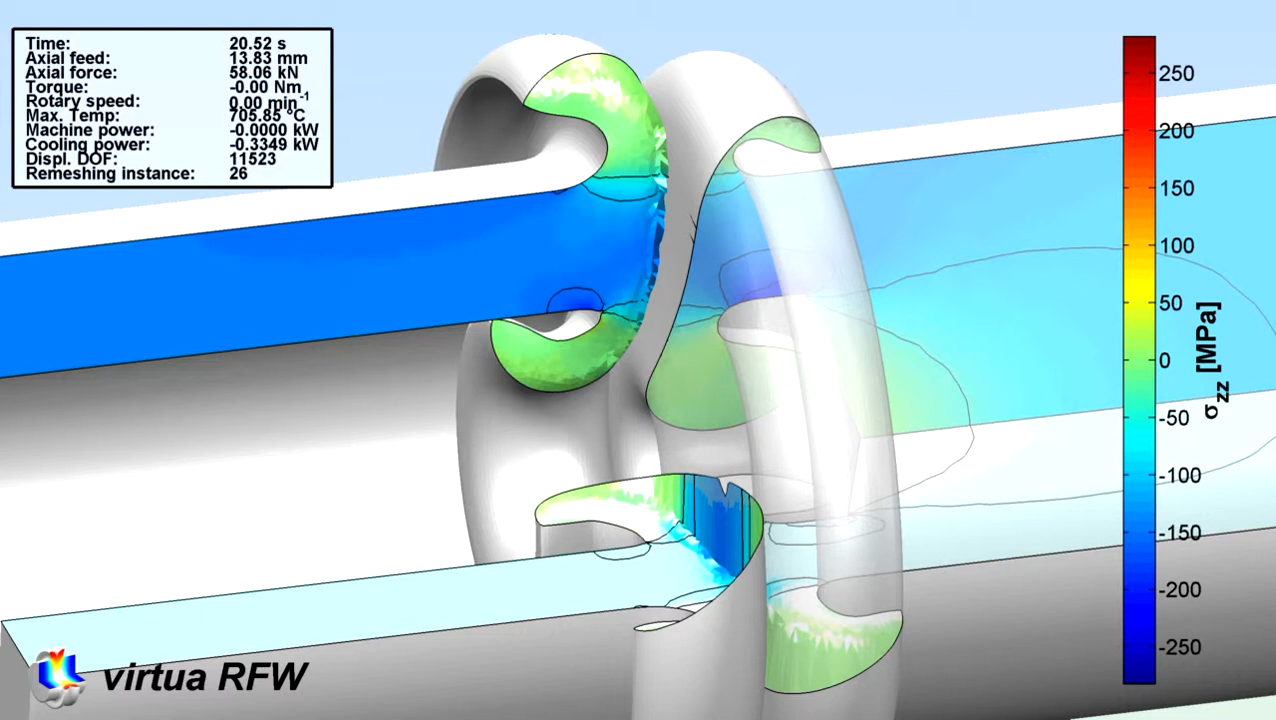 Time: 20.52 s
Axial feed: 13.83 mm
Axial force: 58.06 kN
Torque: -0.00 Nm
Rotary speed: 0.00 min⁻¹
Max. Temp: 705.85 °C
Machine power: -0.0000 kW
Cooling power: -0.3349 kW
Displ. DOF: 11523
Remeshing instance: 26
250
200
150
100
50
0
-50
-100
-150
-200
-250
σzz [MPa]
virtua RFW